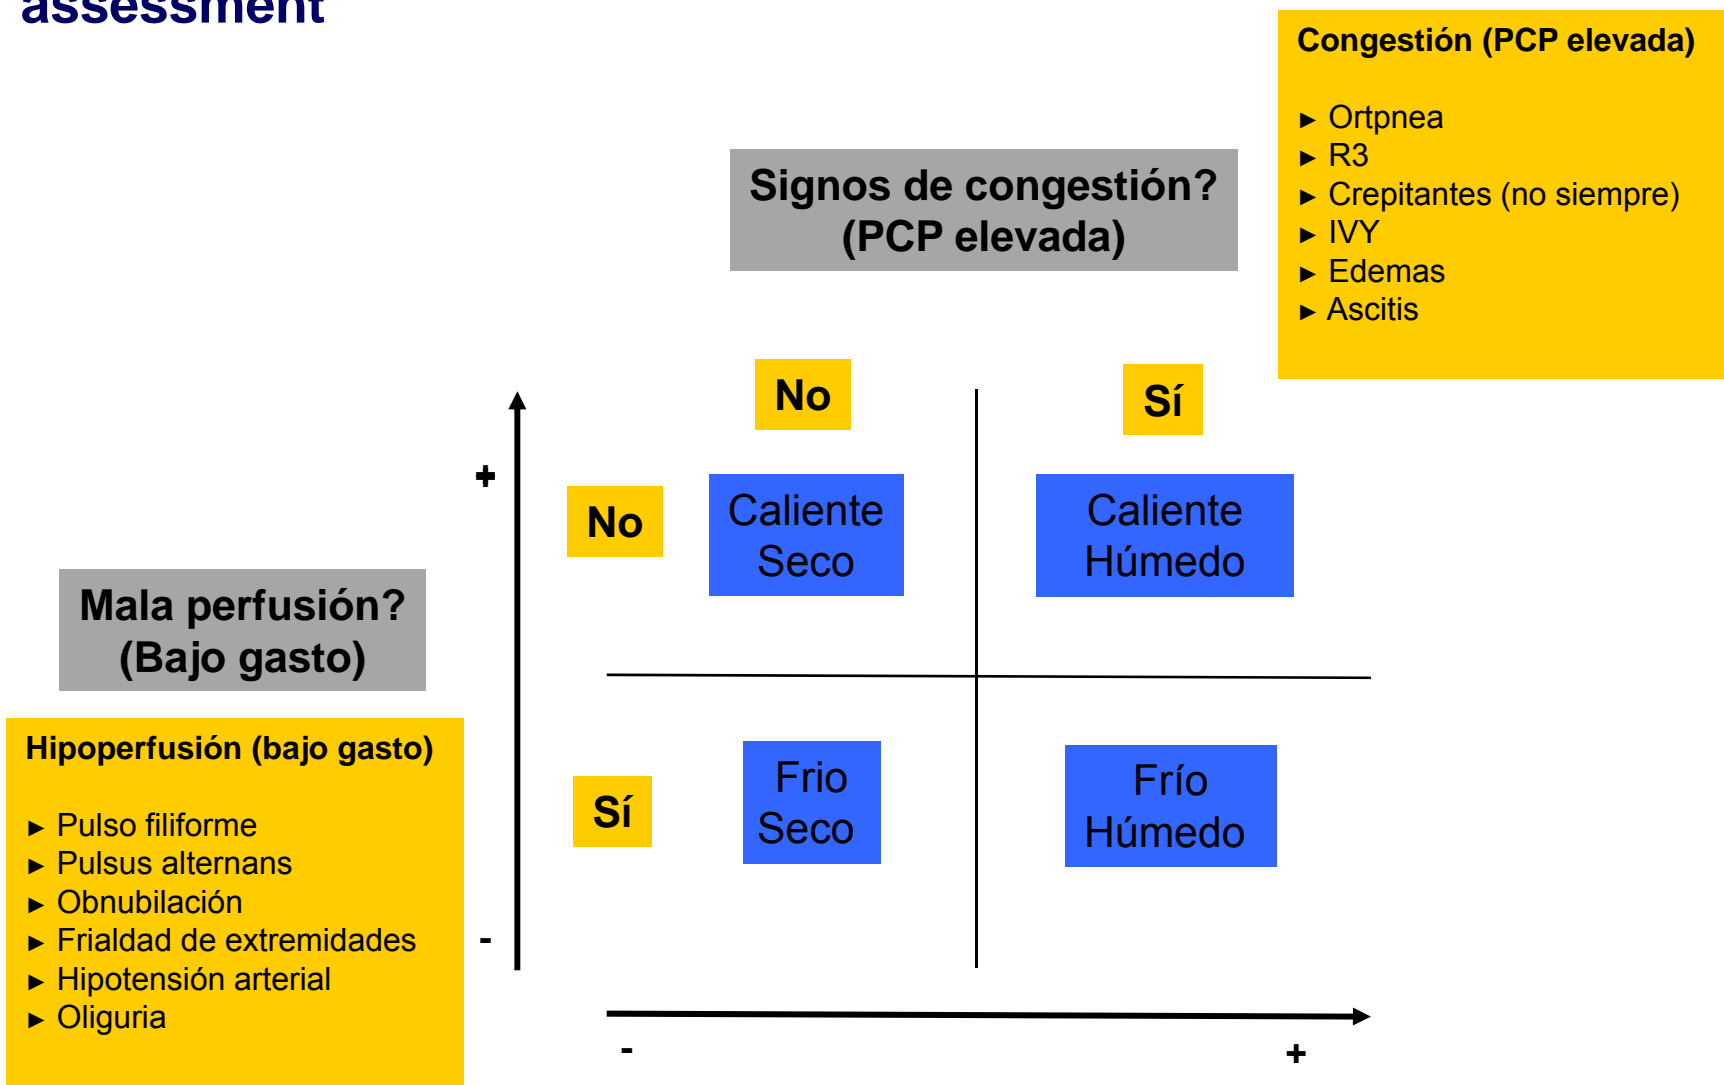 assessment
Congestión (PCP elevada)
► Ortpnea
► R3
► Crepitantes (no siempre)
► IVY
► Edemas
► Ascitis
Signos de congestión?
(PCP elevada)
No
Sí
+
No
Caliente
Seco
Caliente
Húmedo
Mala perfusión?
(Bajo gasto)
Hipoperfusión (bajo gasto)
► Pulso filiforme
► Pulsus alternans
► Obnubilación
► Frialdad de extremidades
► Hipotensión arterial
► Oliguria
Sí
Frio
Seco
Frío
Húmedo
-
-
+